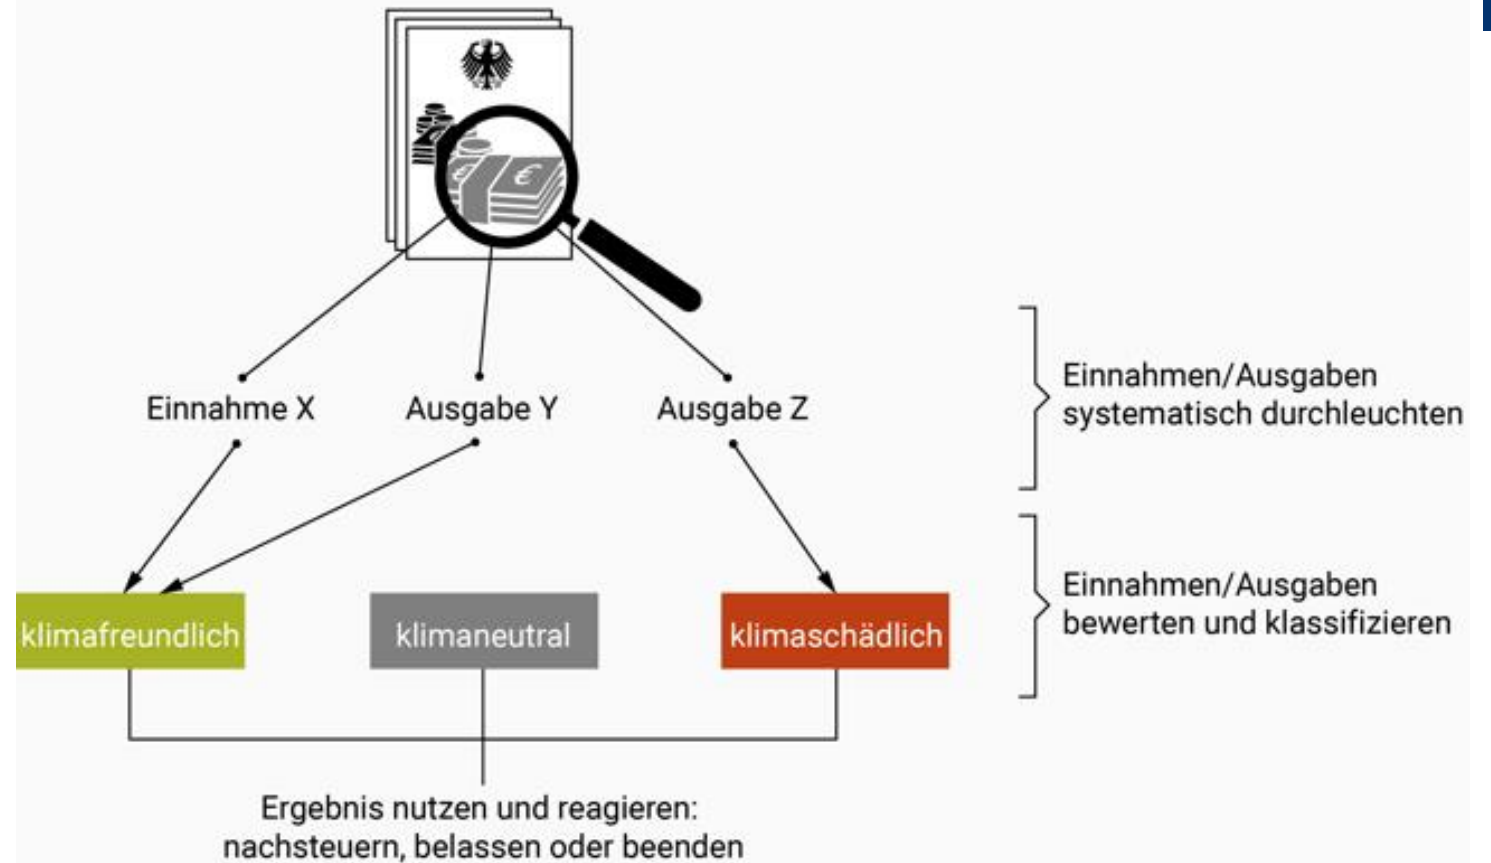 €
€
Einnahme X
Ausgabe Y
Ausgabe Z
Einnahmen/Ausgaben
systematisch durchleuchten
klimafreundlich
klimaneutral
klimaschädlich
Einnahmen/Ausgaben
bewerten und klassifizieren
Ergebnis nutzen und reagieren:
nachsteuern, belassen oder beenden